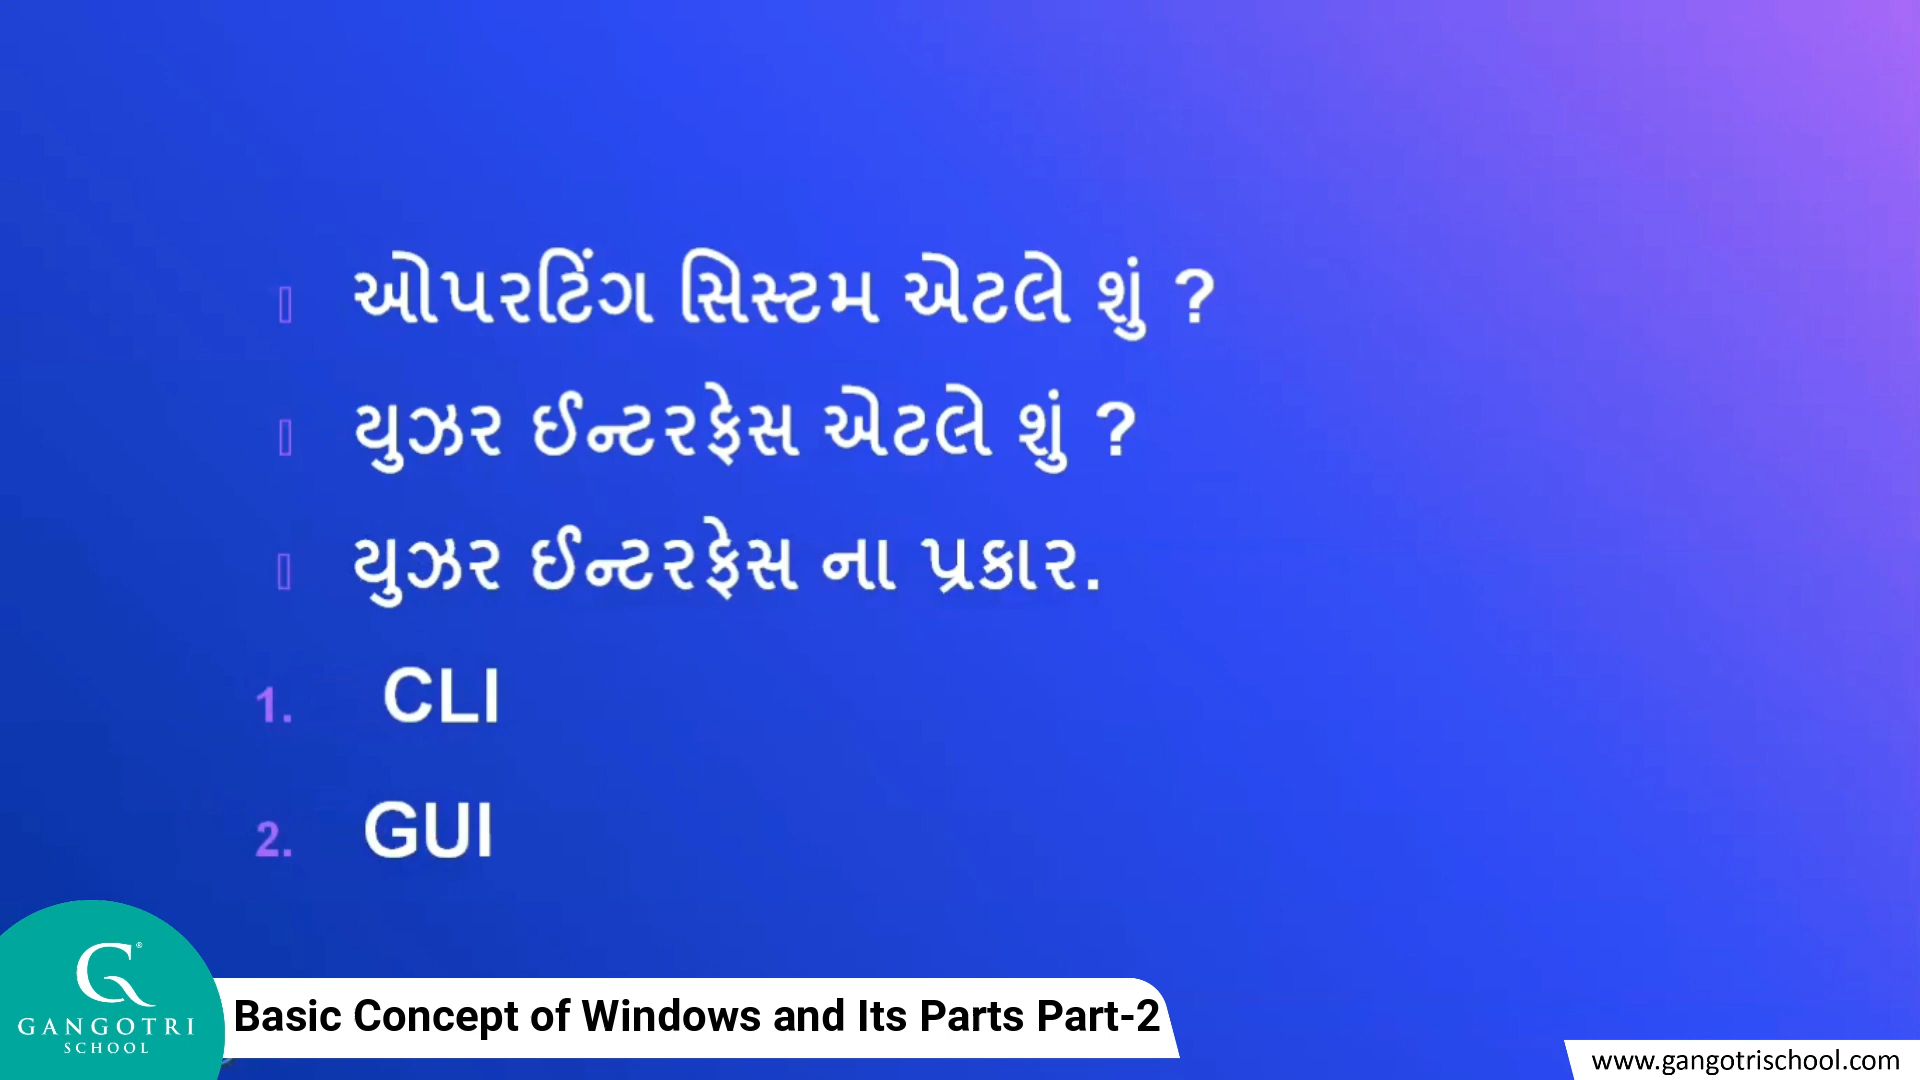 ઓપરટિંગ સિસ્ટમ એટલે શું ?
યુઝર ઈન્ટરફેસ એટલે શું ?
યુઝર ઈન્ટરફેસ ના પ્રકાર.
1. CLI
2. GUI
GANGOTRI
SCHOOL
Basic Concept of Windows and Its Parts Part-2
www.gangotrischool.com